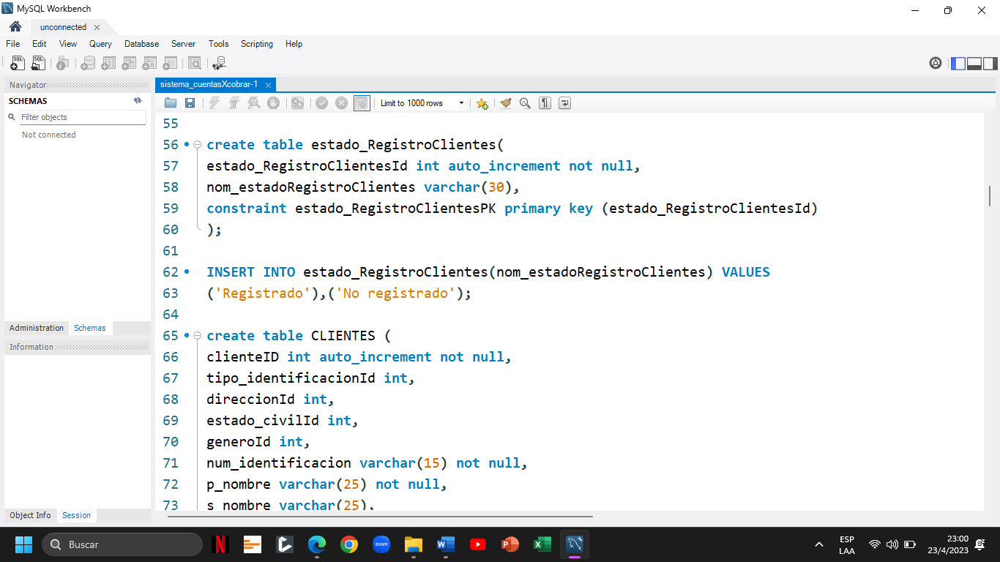 MySQL Workbench
unconnected
File Edit View Query Database Server Tools Scripting Help
Navigator
SCHEMAS
Filter objects
Not connected
Administration Schemas
Information
Object Info Session
sistema_cuentasXcobrar-1
Limit to 1000 rows
55
56 create table estado_RegistroClientes(
57 estado_RegistroClientesId int auto_increment not null,
58 nom_estadoRegistroClientes varchar(30),
59 constraint estado_RegistroClientesPK primary key (estado_RegistroClientesId)
60 );
61
62 INSERT INTO estado_RegistroClientes(nom_estadoRegistroClientes) VALUES
63 ('Registrado'),('No registrado');
64
65 create table CLIENTES (
66 clienteID int auto_increment not null,
67 tipo_identificacionId int,
68 direccionId int,
69 estado_civilId int,
70 generoId int,
71 num_identificacion varchar(15) not null,
72 p_nombre varchar(25) not null,
73 s_nombre varchar(25),
Buscar
zoom
ESP
LAA
23:00
23/4/2023